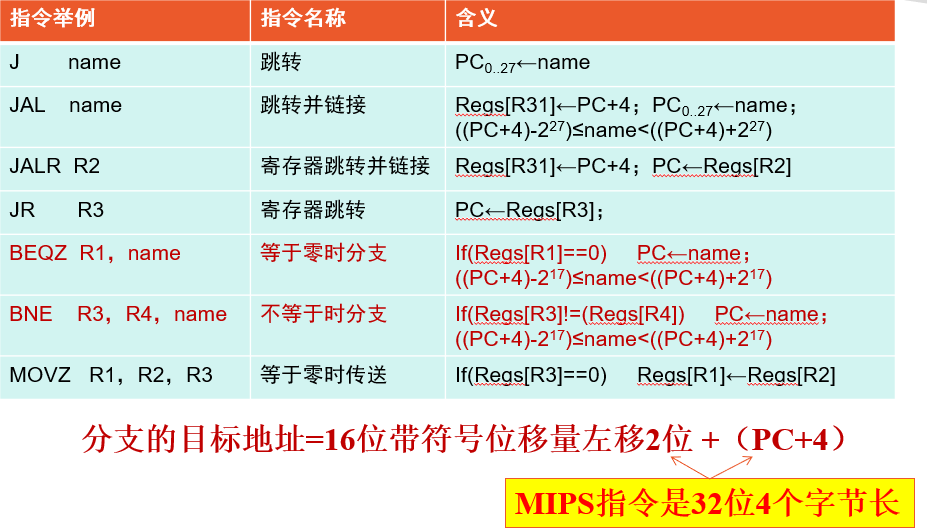 指令举例 指令名称 含义
J name 跳转 PC0..27←name
JAL name 跳转并链接 Regs[R31]←PC+4；PC0..27←name；
((PC+4)-2^27)≤name<((PC+4)+2^27)
JALR R2 寄存器跳转并链接 Regs[R31]←PC+4；PC←Regs[R2]
JR R3 寄存器跳转 PC←Regs[R3]；
BEQZ R1，name 等于零时分支 If(Regs[R1]==0) PC←name；
((PC+4)-2^17)≤name<((PC+4)+2^17)
BNE R3，R4，name 不等于时分支 If(Regs[R3]!=(Regs[R4]) PC←name；
((PC+4)-2^17)≤name<((PC+4)+2^17)
MOVZ R1，R2，R3 等于零时传送 If(Regs[R3]==0) Regs[R1]←Regs[R2]
分支的目标地址=16位带符号位移量左移2位 +（PC+4）
MIPS指令是32位4个字节长